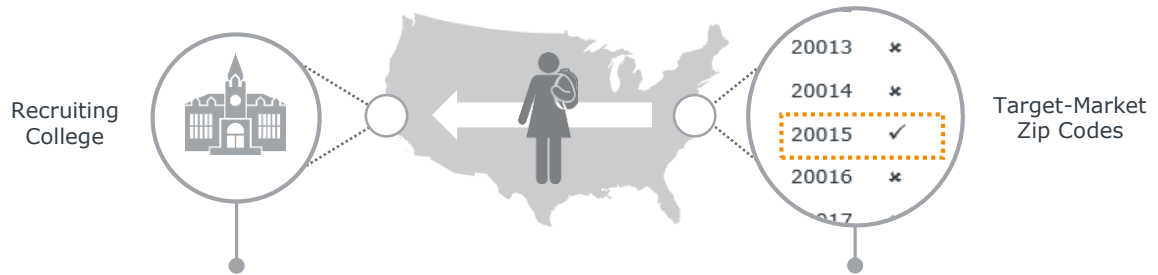 Recruiting
College
20013 ×
20014 ×
20015 ✓
20016 ×
Target-Market
Zip Codes